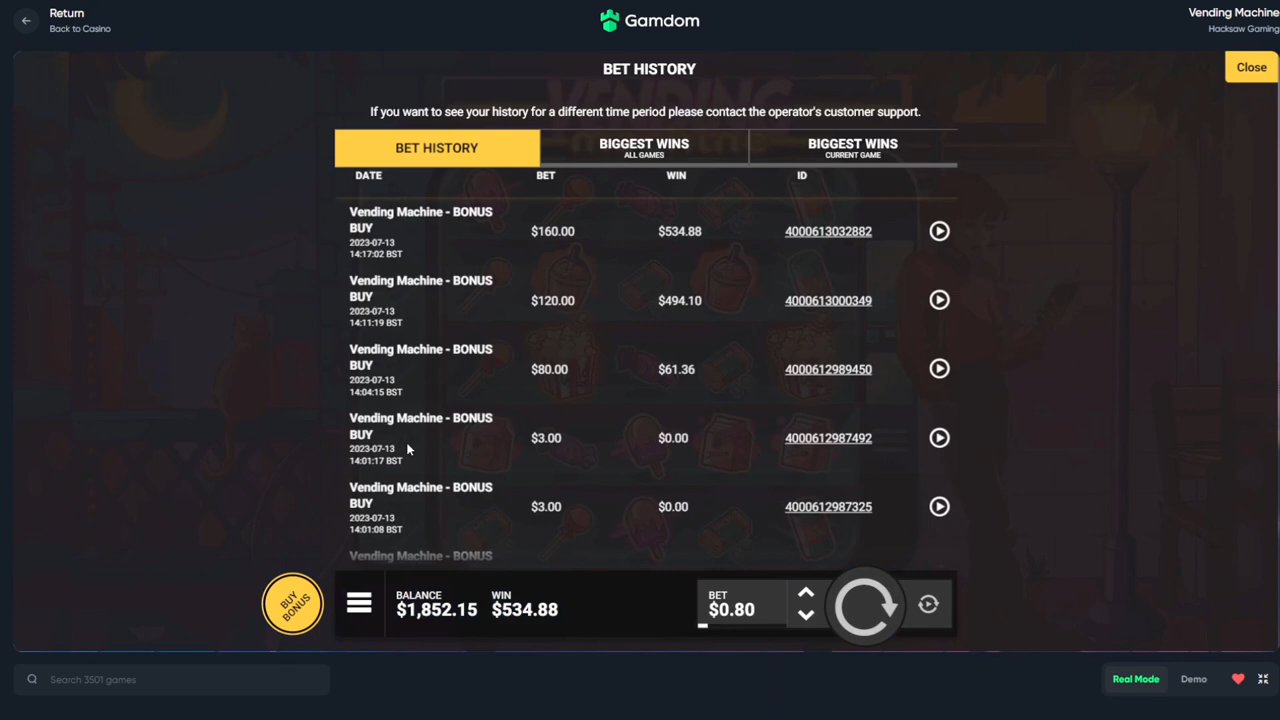 Return
Back to Casino
Gamdom
Vending Machine
Hacksaw Gaming
Close
BET HISTORY
If you want to see your history for a different time period please contact the operator's customer support.
BET HISTORY
BIGGEST WINS
ALL GAMES
BIGGEST WINS
CURRENT GAME
DATE BET WIN ID
Vending Machine - BONUS
BUY
2023-07-13
14:17:02 BST
$160.00 $534.88 4000613032882
Vending Machine - BONUS
BUY
2023-07-13
14:11:19 BST
$120.00 $494.10 4000613000349
Vending Machine - BONUS
BUY
2023-07-13
14:04:15 BST
$80.00 $61.36 4000612989450
Vending Machine - BONUS
BUY
2023-07-13
14:01:17 BST
$3.00 $0.00 4000612987492
Vending Machine - BONUS
BUY
2023-07-13
14:01:08 BST
$3.00 $0.00 4000612987325
Vending Machine - BONUS
BUY
BONUS
BALANCE
$1,852.15
WIN
$534.88
BET
$0.80
Search 3501 games
Real Mode
Demo